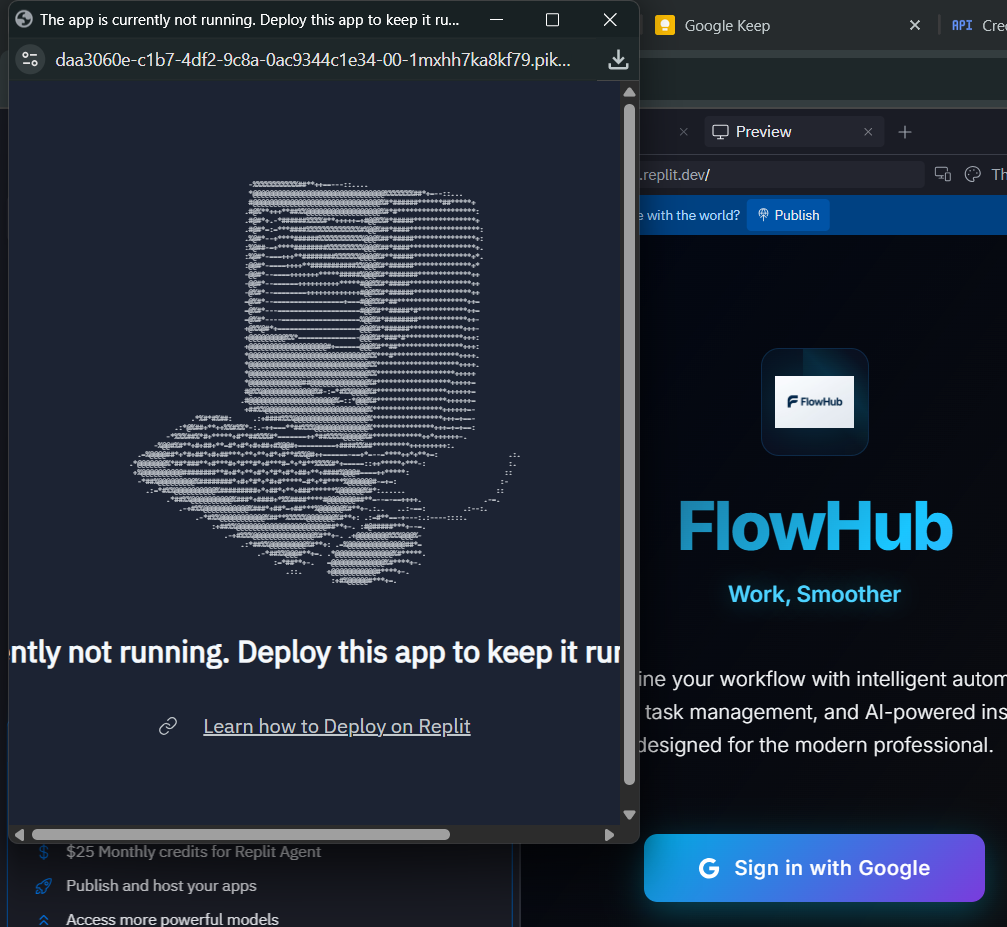 The app is currently not running. Deploy this app to keep it ru...
daa3060e-c1b7-4df2-9c8a-0ac9344c1e34-00-1mxhh7ka8kf79.pik...
ently not running. Deploy this app to keep it run
Learn how to Deploy on Replit
$25 Monthly credits for Replit Agent
Publish and host your apps
Access more powerful models
Google Keep
API Cre
Preview
.replit.dev/
Th
e with the world?
Publish
FlowHub
FlowHub
Work, Smoother
ine your workflow with intelligent autom
task management, and AI-powered ins
designed for the modern professional.
G Sign in with Google